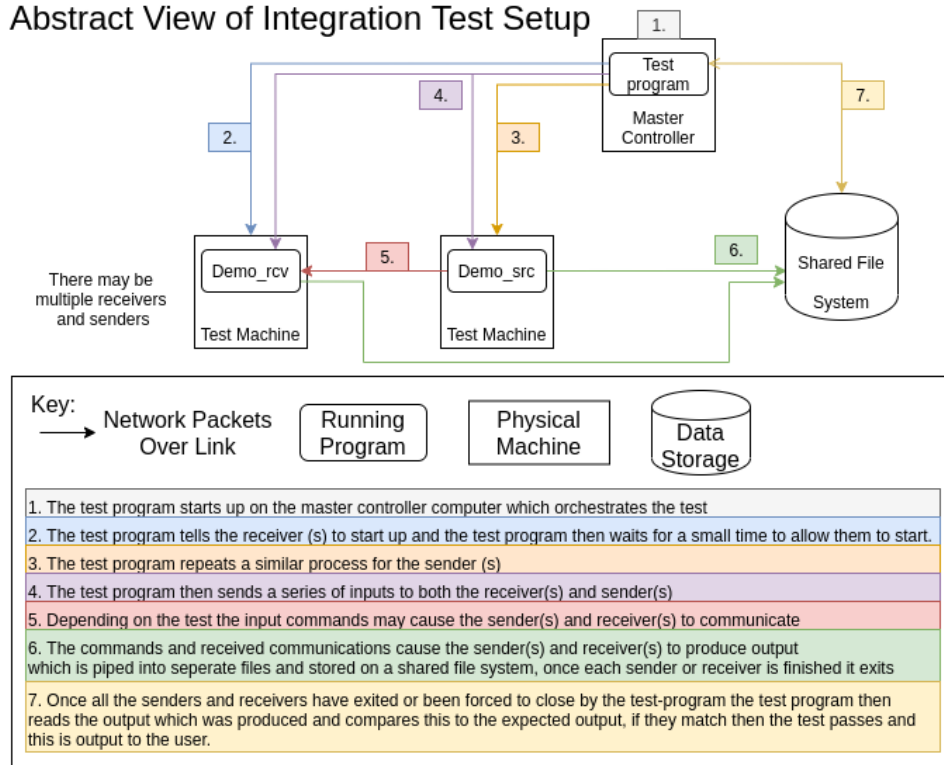 Abstract View of Integration Test Setup
1.
Test
program
Master
Controller
2.
4.
3.
7.
5.
6.
Demo_rcv
Test Machine
Demo_src
Test Machine
Shared File
System
There may be
multiple receivers
and senders
Key:
Network Packets
Over Link
Running
Program
Physical
Machine
Data
Storage
1. The test program starts up on the master controller computer which orchestrates the test
2. The test program tells the receiver (s) to start up and the test program then waits for a small time to allow them to start.
3. The test program repeats a similar process for the sender (s)
4. The test program then sends a series of inputs to both the receiver(s) and sender(s)
5. Depending on the test the input commands may cause the sender(s) and receiver(s) to communicate
6. The commands and received communications cause the sender(s) and receiver(s) to produce output
which is piped into seperate files and stored on a shared file system, once each sender or receiver is finished it exits
7. Once all the senders and receivers have exited or been forced to close by the test-program the test program then
reads the output which was produced and compares this to the expected output, if they match then the test passes and
this is output to the user.